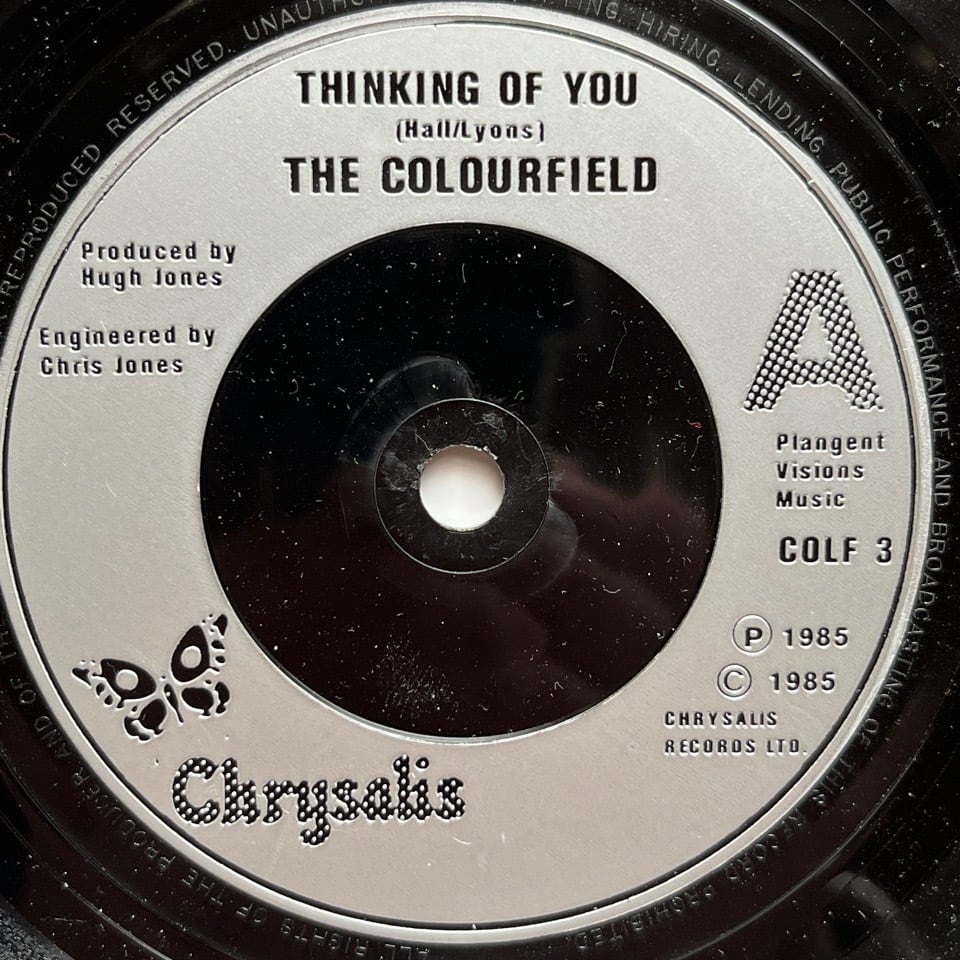 THINKING OF YOU
(Hall/Lyons)
THE COLOURFIELD
Produced by
Hugh Jones
Engineered by
Chris Jones
A
Plangent
Visions
Music
COLF 3
Ⓟ 1985
© 1985
CHRYSALIS
RECORDS LTD.
Chrysalis
ALL RIGHTS OF THE PRODUCER AND OF
REPRODUCED RESERVED. HIRING, LENDING, PUBLIC PERFORMANCE AND BROADCASTING OF THIS RECORD PROHIBITED.